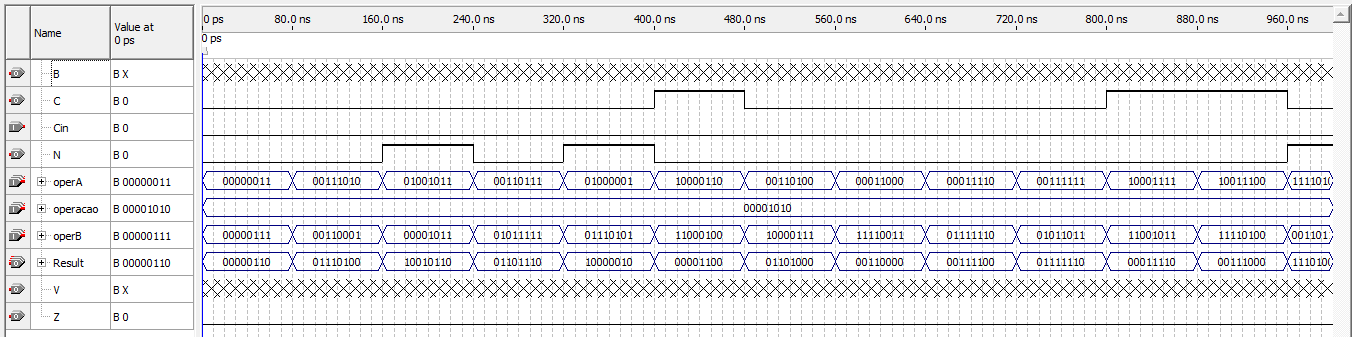 Name Value at 0 ps
0 ps 80.0 ns 160.0 ns 240.0 ns 320.0 ns 400.0 ns 480.0 ns 560.0 ns 640.0 ns 720.0 ns 800.0 ns 880.0 ns 960.0 ns
0 ps
B B X
C B 0
Cin B 0
N B 0
operA B 00000011 00000011 00111010 01001011 00110111 01000001 10000110 00110100 00011000 00011110 00111111 10001111 10011100 1111010
operacao B 00001010 00001010
operB B 00000111 00000111 00110001 00001011 01011111 01110101 11000100 10000111 11110011 01111110 01011011 11001011 11110100 001101
Result B 00000110 00000110 01110100 10010110 01101110 10000010 00001100 01101000 00110000 00111100 01111110 00011110 00111000 1110100
V B X
Z B 0